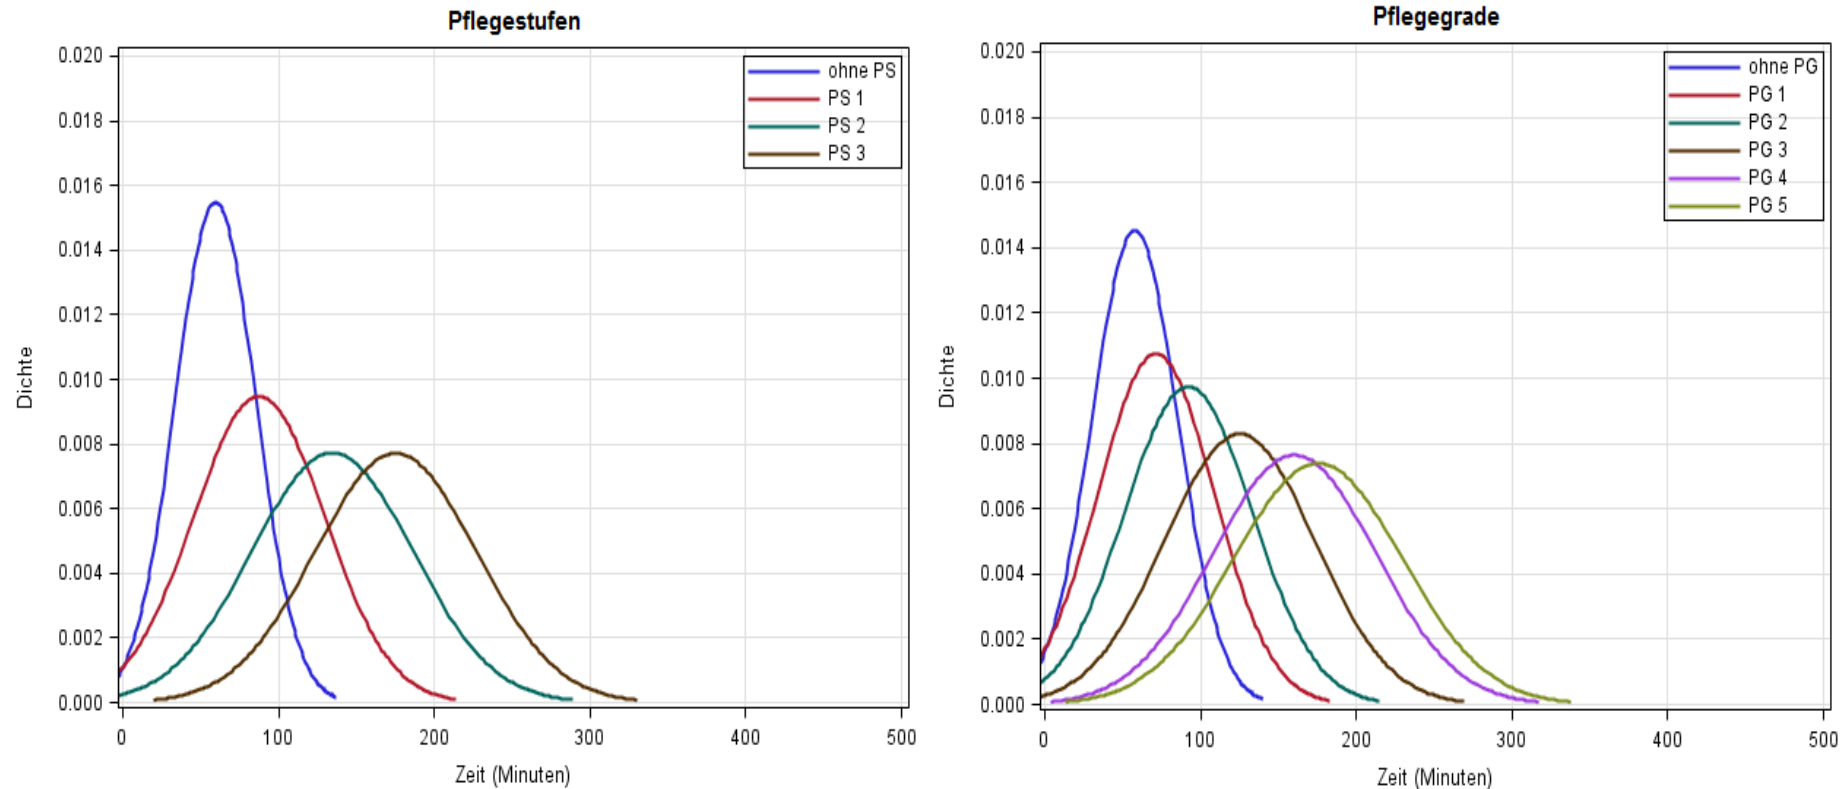 Pflegestufen
0.020
0.018
0.016
0.014
0.012
0.010
0.008
0.006
0.004
0.002
0.000
Dichte
ohne PS
PS 1
PS 2
PS 3
0 100 200 300 400 500
Zeit (Minuten)
Pflegegrade
0.020
0.018
0.016
0.014
0.012
0.010
0.008
0.006
0.004
0.002
0.000
Dichte
ohne PG
PG 1
PG 2
PG 3
PG 4
PG 5
0 100 200 300 400 500
Zeit (Minuten)